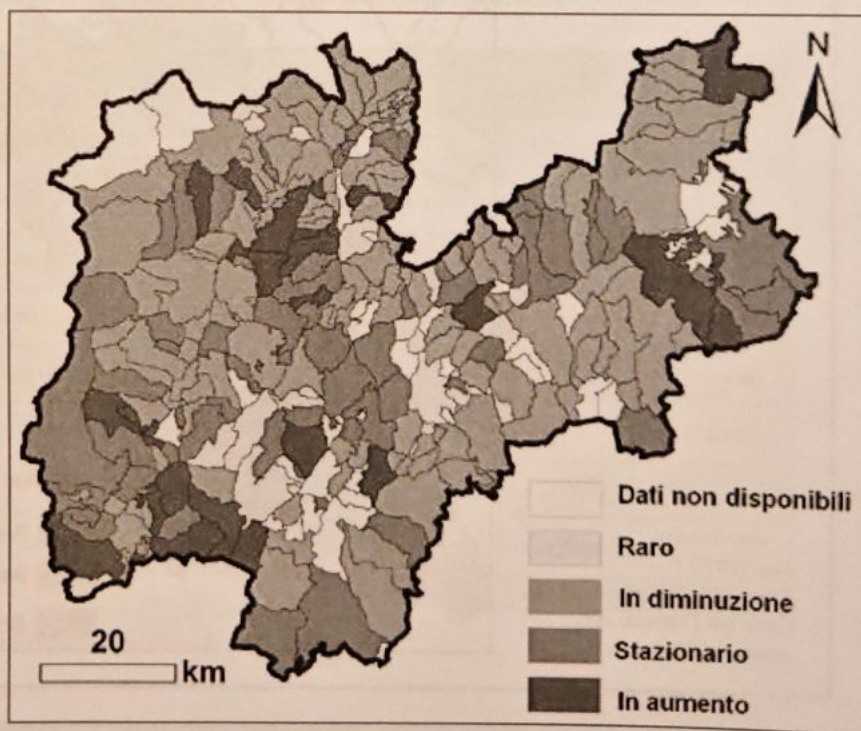 N
Dati non disponibili
Raro
In diminuzione
Stazionario
In aumento
20
km